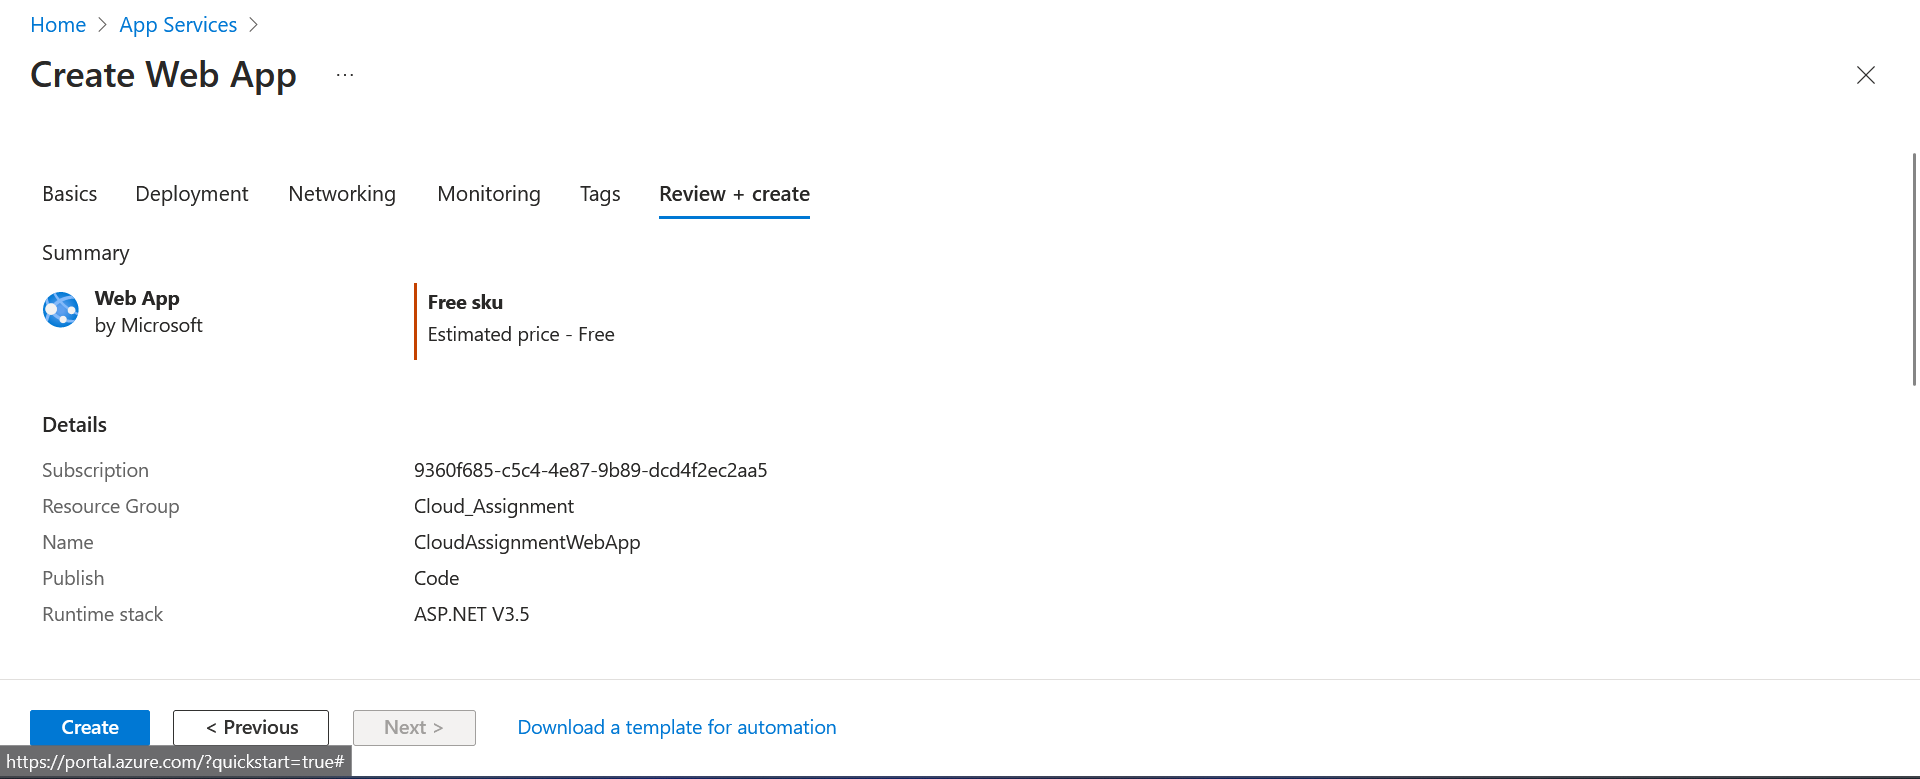 Home > App Services >
Create Web App ...
Basics Deployment Networking Monitoring Tags Review + create
Summary
Web App
by Microsoft
Free sku
Estimated price - Free
Details
Subscription 9360f685-c5c4-4e87-9b89-dcd4f2ec2aa5
Resource Group Cloud_Assignment
Name CloudAssignmentWebApp
Publish Code
Runtime stack ASP.NET V3.5
Create < Previous Next > Download a template for automation
https://portal.azure.com/?quickstart=true#